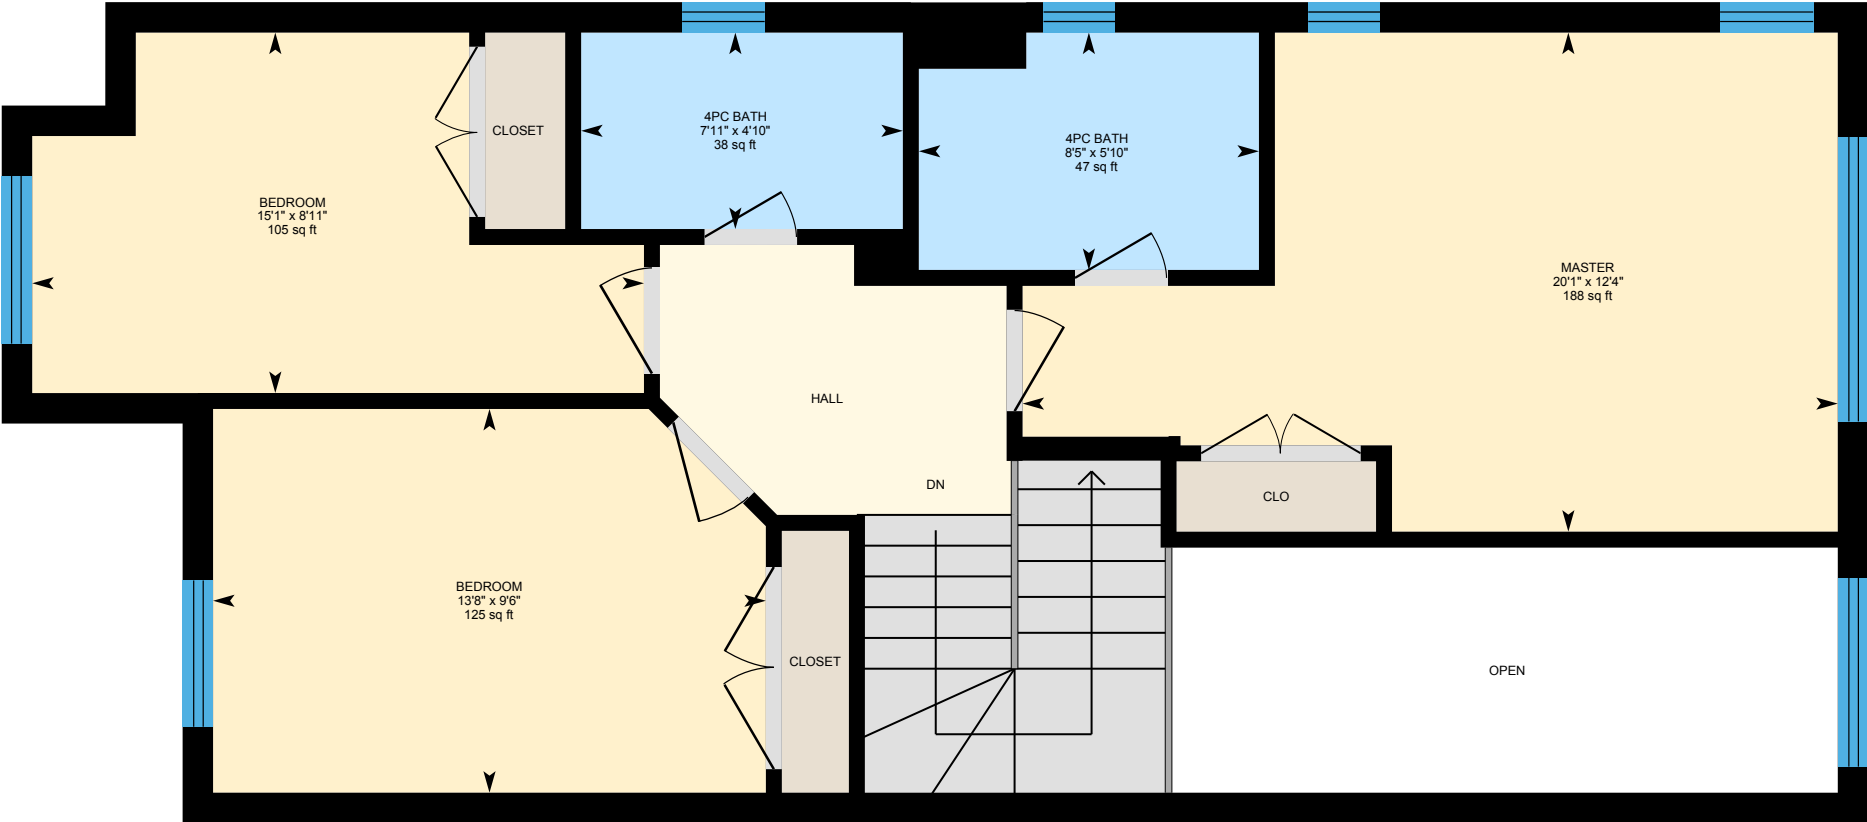 CLOSET
4PC BATH
7'11" x 4'10"
38 sq ft
4PC BATH
8'5" x 5'10"
47 sq ft
BEDROOM
15'1" x 8'11"
105 sq ft
MASTER
20'1" x 12'4"
188 sq ft
HALL
DN
CLO
BEDROOM
13'8" x 9'6"
125 sq ft
CLOSET
OPEN